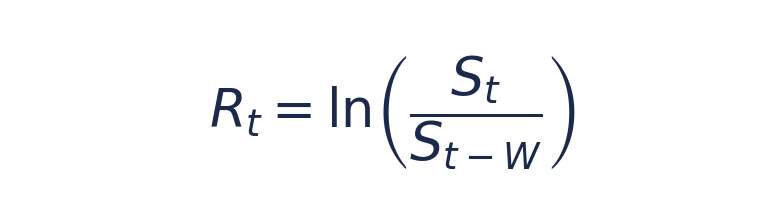 R_t = ln(S_t / S_{t-W})